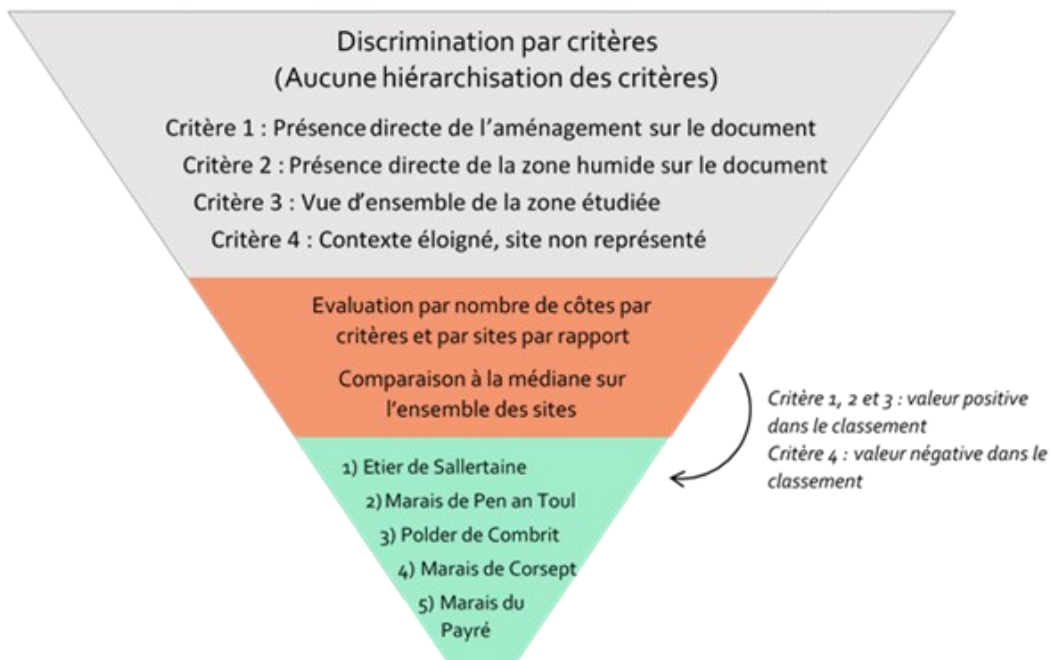 Discrimination par critères
(Aucune hiérarchisation des critères)
Critère 1 : Présence directe de l'aménagement sur le document
Critère 2 : Présence directe de la zone humide sur le document
Critère 3 : Vue d'ensemble de la zone étudiée
Critère 4 : Contexte éloigné, site non représenté
Evaluation par nombre de côtes par
critères et par sites par rapport
Comparaison à la médiane sur
l'ensemble des sites
Critère 1, 2 et 3 : valeur positive
dans le classement
Critère 4 : valeur négative dans le
classement
1) Etier de Sallertaine
2) Marais de Pen an Toul
3) Polder de Combrit
4) Marais de Corsept
5) Marais du
Payré